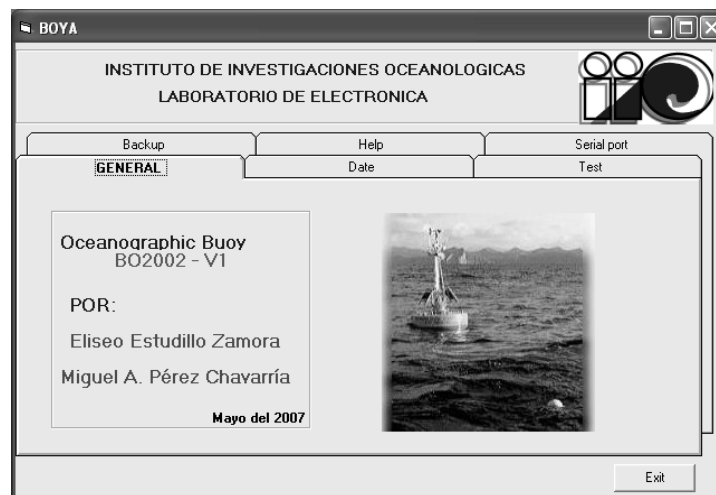 BOYA
INSTITUTO DE INVESTIGACIONES OCEANOLOGICAS
LABORATORIO DE ELECTRONICA
iio
Backup
Help
Serial port
GENERAL
Date
Test
Oceanographic Buoy
BO2002 - V1
POR:
Eliseo Estudillo Zamora
Miguel A. Pérez Chavarría
Mayo del 2007
Exit